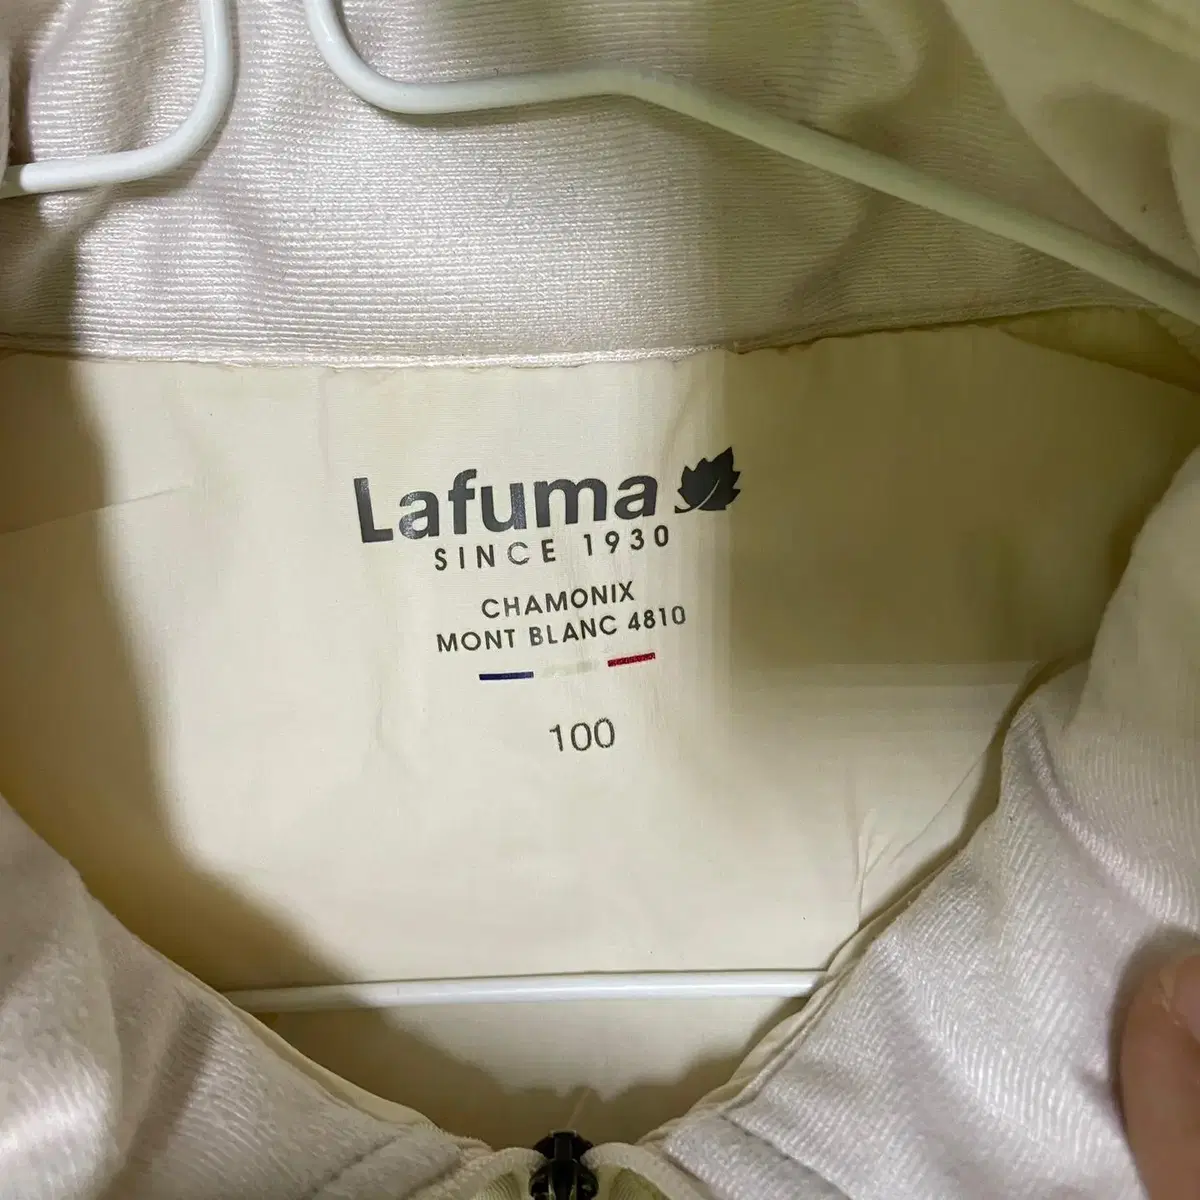 Lafuma
SINCE 1930
CHAMONIX
MONT BLANC 4810
100